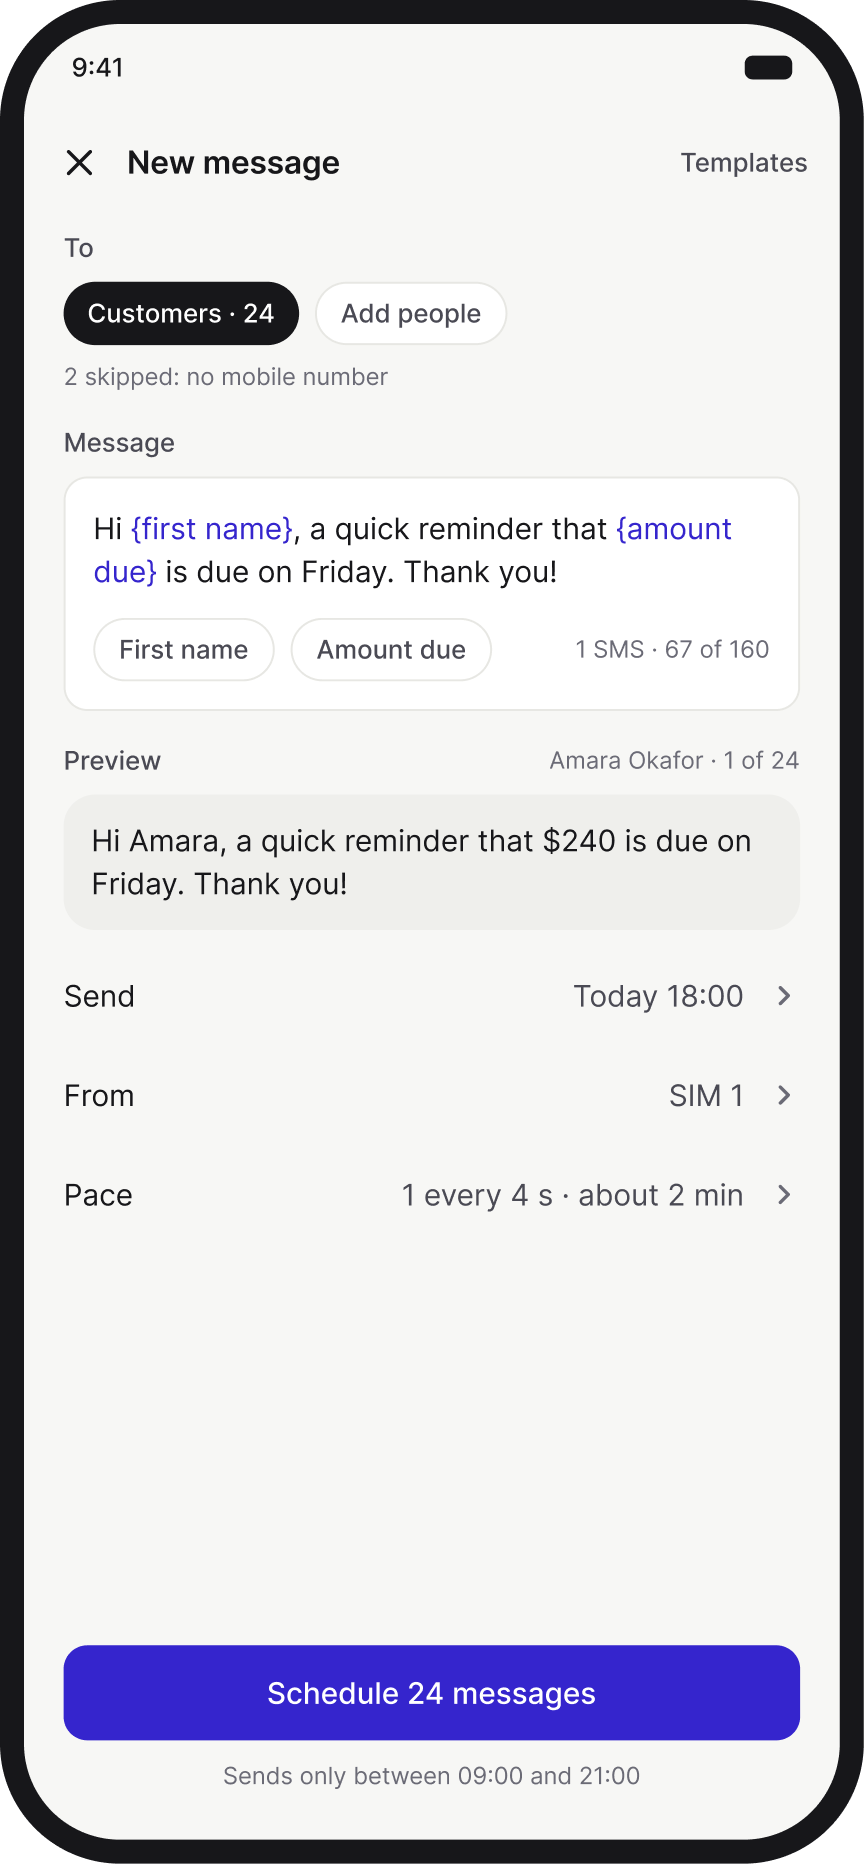 9:41
New message
Templates
To
Customers · 24
Add people
2 skipped: no mobile number
Message
Hi {first name}, a quick reminder that {amount
due} is due on Friday. Thank you!
First name
Amount due
1 SMS · 67 of 160
Preview
Amara Okafor · 1 of 24
Hi Amara, a quick reminder that $240 is due on
Friday. Thank you!
Send
Today 18:00
From
SIM 1
Pace
1 every 4 s · about 2 min
Schedule 24 messages
Sends only between 09:00 and 21:00